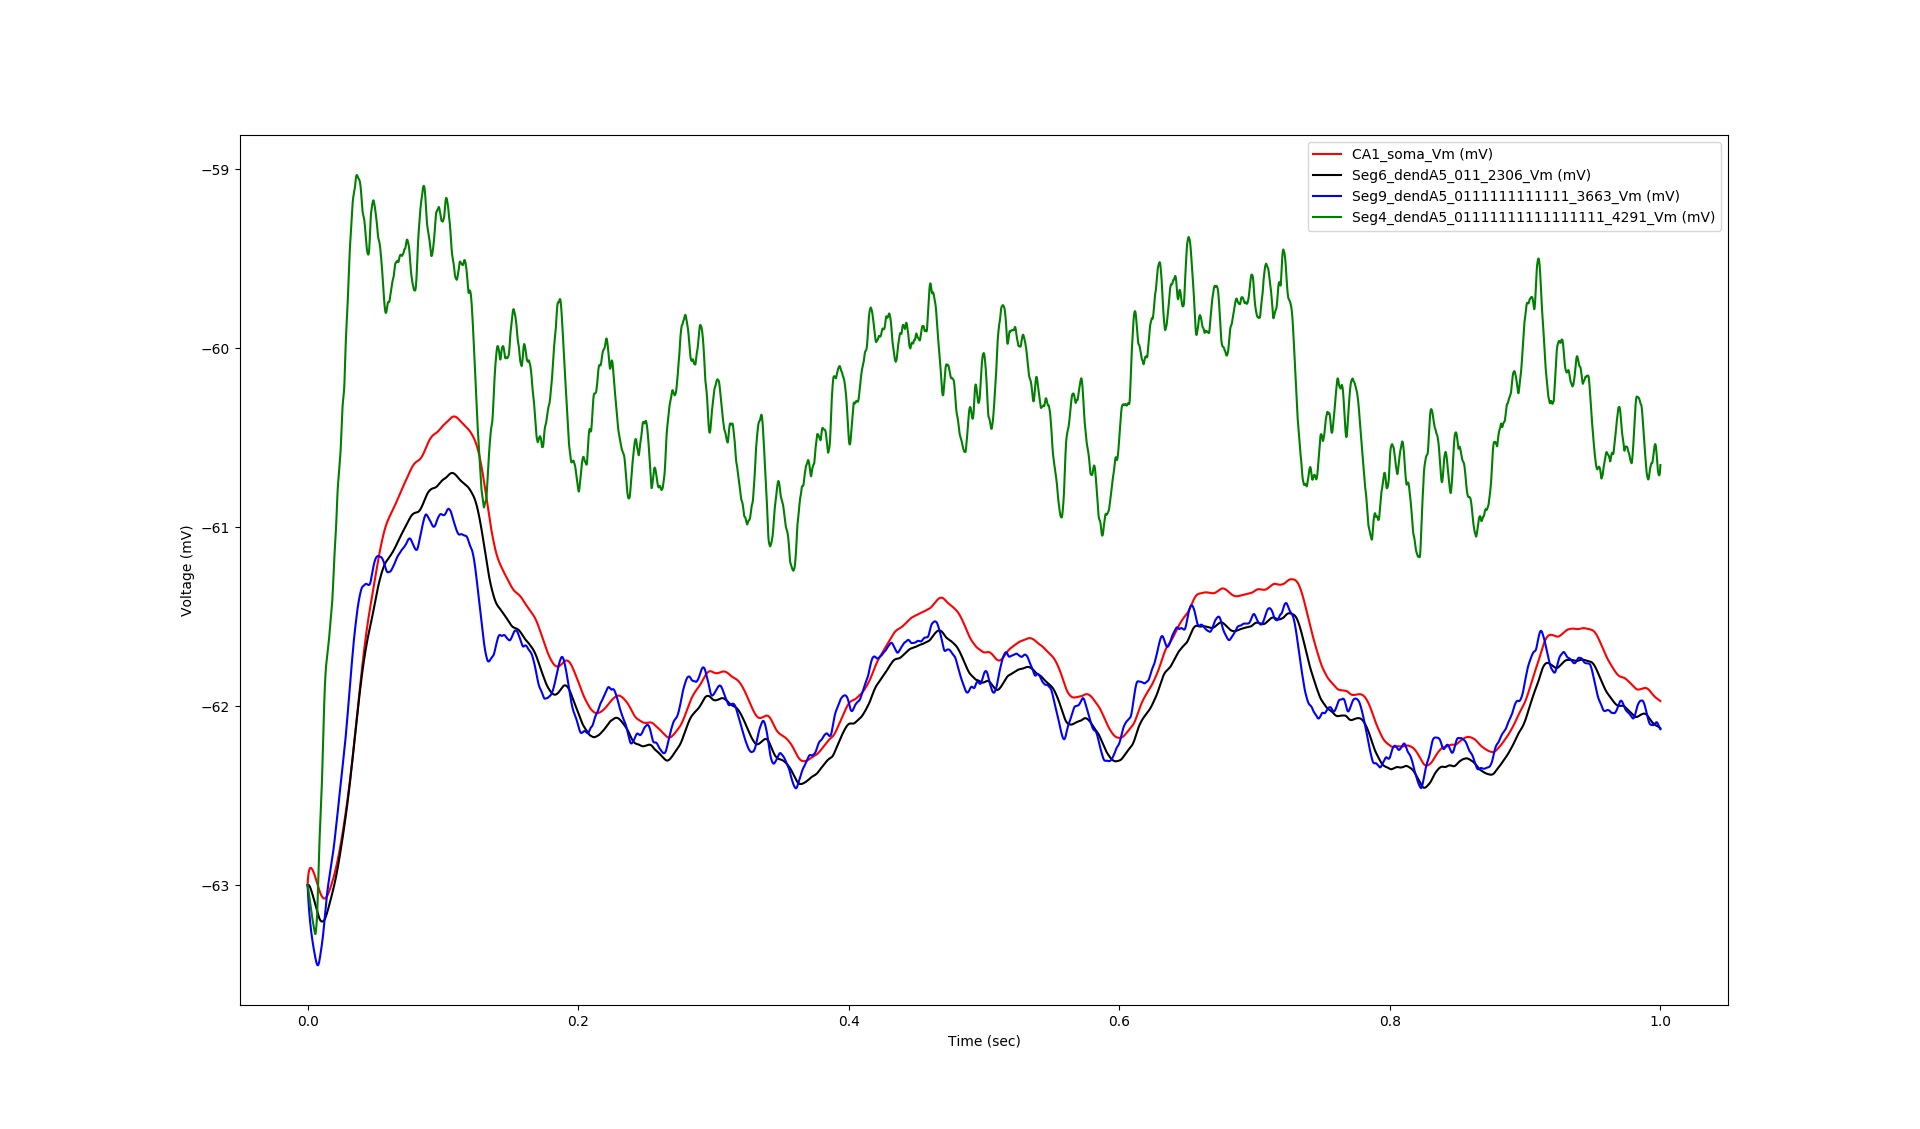 CA1_soma_Vm (mV)
Seg6_dendA5_011_2306_Vm (mV)
Seg9_dendA5_0111111111111_3663_Vm (mV)
Seg4_dendA5_01111111111111111_4291_Vm (mV)
−59
−60
−61
−62
−63
Voltage (mV)
0.0 0.2 0.4 0.6 0.8 1.0
Time (sec)